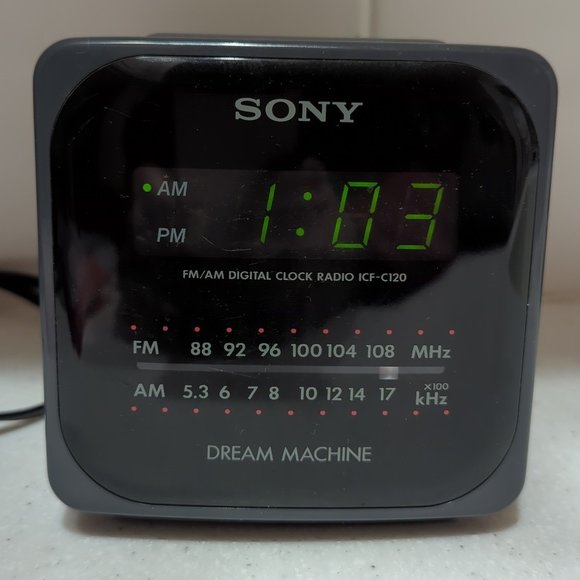 SONY
AM 1:03
PM
FM/AM DIGITAL CLOCK RADIO ICF-C120
FM 88 92 96 100 104 108 MHz
AM 5.3 6 7 8 10 12 14 17 x100 kHz
DREAM MACHINE